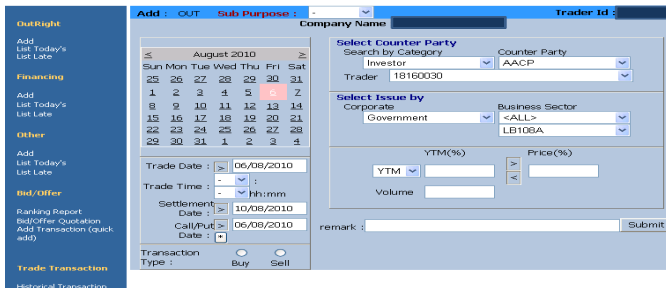 Add : OUT Sub Purpose : - Trader Id :
Company Name
OutRight
Add
List Today's
List Late
Financing
Add
List Today's
List Late
Other
Add
List Today's
List Late
Bid/Offer
Ranking Report
Bid/Offer Quotation
Add Transaction (quick
add)
Trade Transaction
Historical Transaction
≤ August 2010 ≥
Sun Mon Tue Wed Thu Fri Sat
25 26 27 28 29 30 31
1 2 3 4 5 6 7
8 9 10 11 12 13 14
15 16 17 18 19 20 21
22 23 24 25 26 27 28
29 30 31 1 2 3 4
Trade Date : > 06/08/2010
Trade Time : - :
- hh:mm
Settlement
Date : > 10/08/2010
Call/Put > 06/08/2010
Date : *
Transaction
Type : Buy Sell
Select Counter Party
Search by Category Counter Party
Investor AACP
Trader 18160030
Select Issue by
Corporate Business Sector
Government <ALL>
LB108A
YTM(%) Price(%)
YTM > <
Volume
remark : Submit